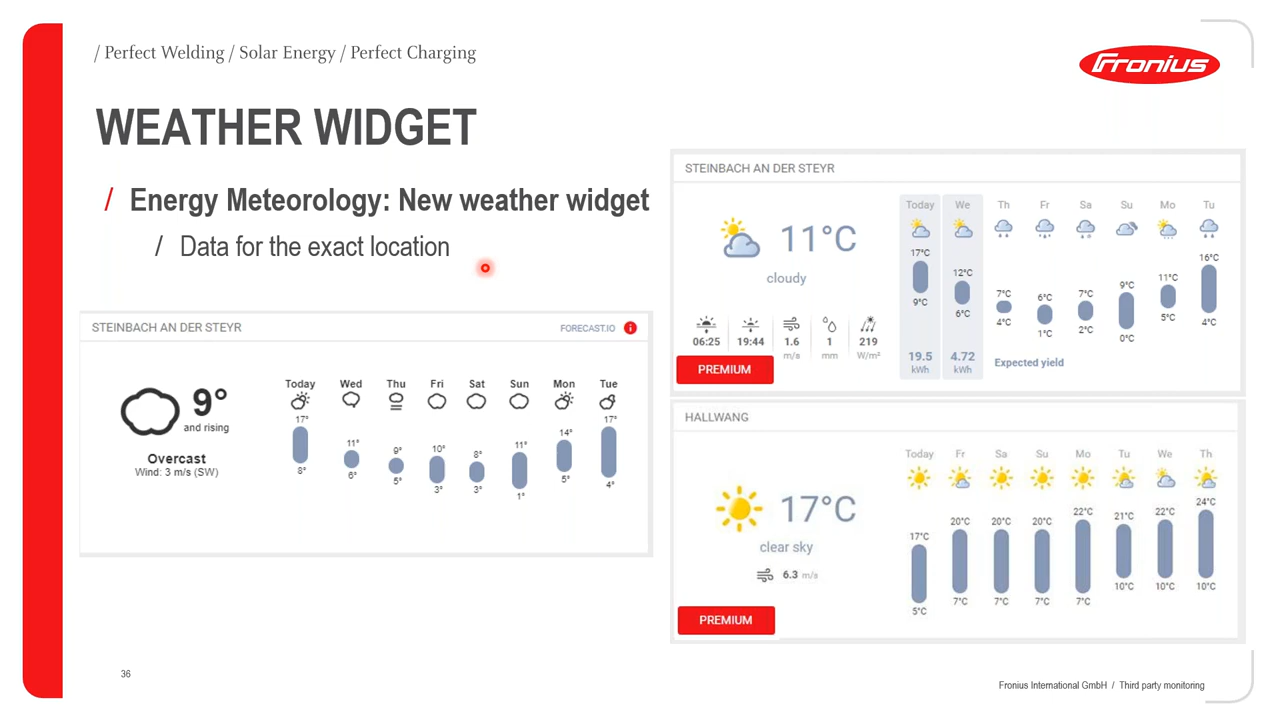 / Perfect Welding / Solar Energy / Perfect Charging
Fronius
WEATHER WIDGET
/ Energy Meteorology: New weather widget
/ Data for the exact location
STEINBACH AN DER STEYR FORECAST.IO i
9°
and rising
Overcast
Wind: 3 m/s (SW)
Today Wed Thu Fri Sat Sun Mon Tue
17° 11° 9° 10° 8° 11° 14° 17°
8° 6° 5° 3° 3° 1° 5° 4°
STEINBACH AN DER STEYR
11°C
cloudy
06:25 19:44 1.6 1 219
m/s mm W/m²
PREMIUM
Today We Th Fr Sa Su Mo Tu
17°C 12°C 7°C 6°C 7°C 9°C 11°C 16°C
9°C 6°C 4°C 1°C 2°C 0°C 5°C 4°C
19.5 4.72 Expected yield
kWh kWh
HALLWANG
17°C
clear sky
6.3 m/s
PREMIUM
Today Fr Sa Su Mo Tu We Th
17°C 20°C 20°C 20°C 22°C 21°C 22°C 24°C
5°C 7°C 7°C 7°C 7°C 10°C 10°C 10°C
36
Fronius International GmbH / Third party monitoring